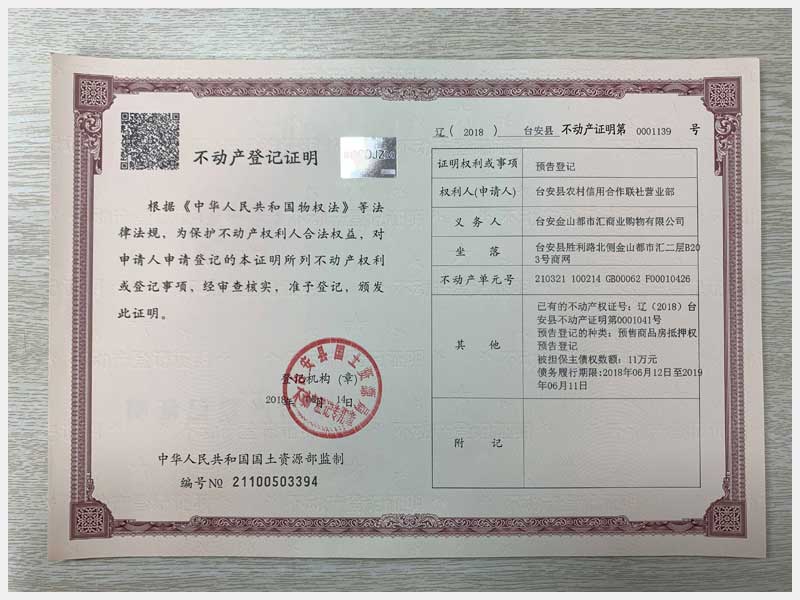 不动产登记证明
根据《中华人民共和国物权法》等法
律法规，为保护不动产权利人合法权益，对
申请人申请登记的本证明所列不动产权利
或登记事项、经审查核实，准予登记，颁发
此证明。
登记机构（章）
2018年 月14日
中华人民共和国国土资源部监制
编号№ 21100503394
辽（ 2018 ） 台安县 不动产证明第 0001139 号
证明权利或事项 预告登记
权利人(申请人) 台安县农村信用合作联社营业部
义务人 台安金山都市汇商业购物有限公司
坐落 台安县胜利路北侧金山都市汇二层B20
3号商网
不动产单元号 210321 100214 GB00062 F00010426
其他
已有的不动产权证号：辽（2018）台
安县不动产证明第0001041号
预告登记的种类：预售商品房抵押权
预告登记
被担保主债权数额：11万元
债务履行期限:2018年06月12日至2019
年06月11日
附记